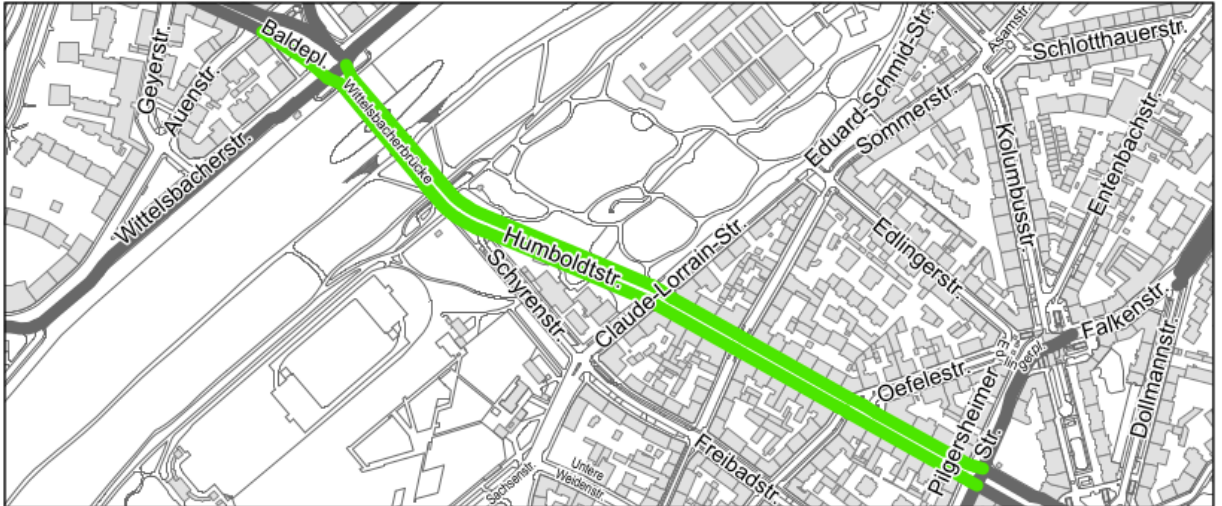 Baldepl.
Geyerstr.
Auenstr.
Wittelsbacherstr.
Wittelsbacherbrücke
Humboldtstr.
Schyrenstr.
Claude-Lorrain-Str.
Eduard-Schmid-Str.
Sommerstr.
Asamstr.
Schlotthauerstr.
Kolumbusstr.
Entenbachstr.
Edlingerstr.
Falkenstr.
Edlingerpl.
Dollmannstr.
Oefelestr.
Pilgersheimer
Str.
Freibadstr.
Sachsenstr.
Untere
Weidenstr.